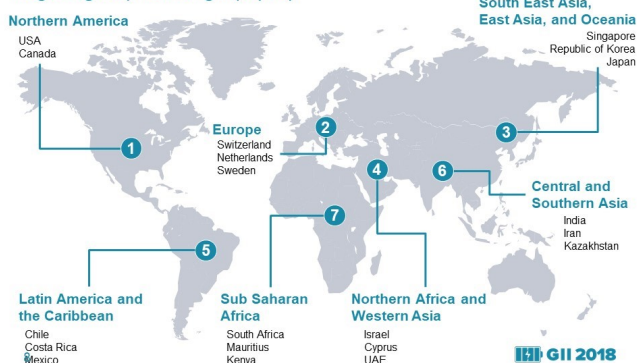 Northern America
USA
Canada
South East Asia,
East Asia, and Oceania
Singapore
Republic of Korea
Japan
Europe
Switzerland
Netherlands
Sweden
1
2
3
4
5
6
7
Central and
Southern Asia
India
Iran
Kazakhstan
Latin America and
the Caribbean
Chile
Costa Rica
Mexico
Sub Saharan
Africa
South Africa
Mauritius
Kenya
Northern Africa and
Western Asia
Israel
Cyprus
UAE
GII 2018